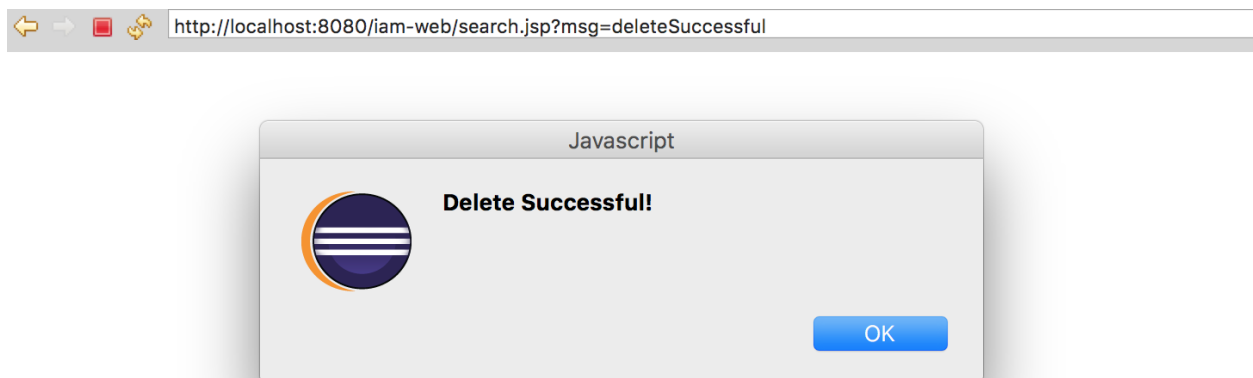 http://localhost:8080/iam-web/search.jsp?msg=deleteSuccessful
Javascript
Delete Successful!
OK